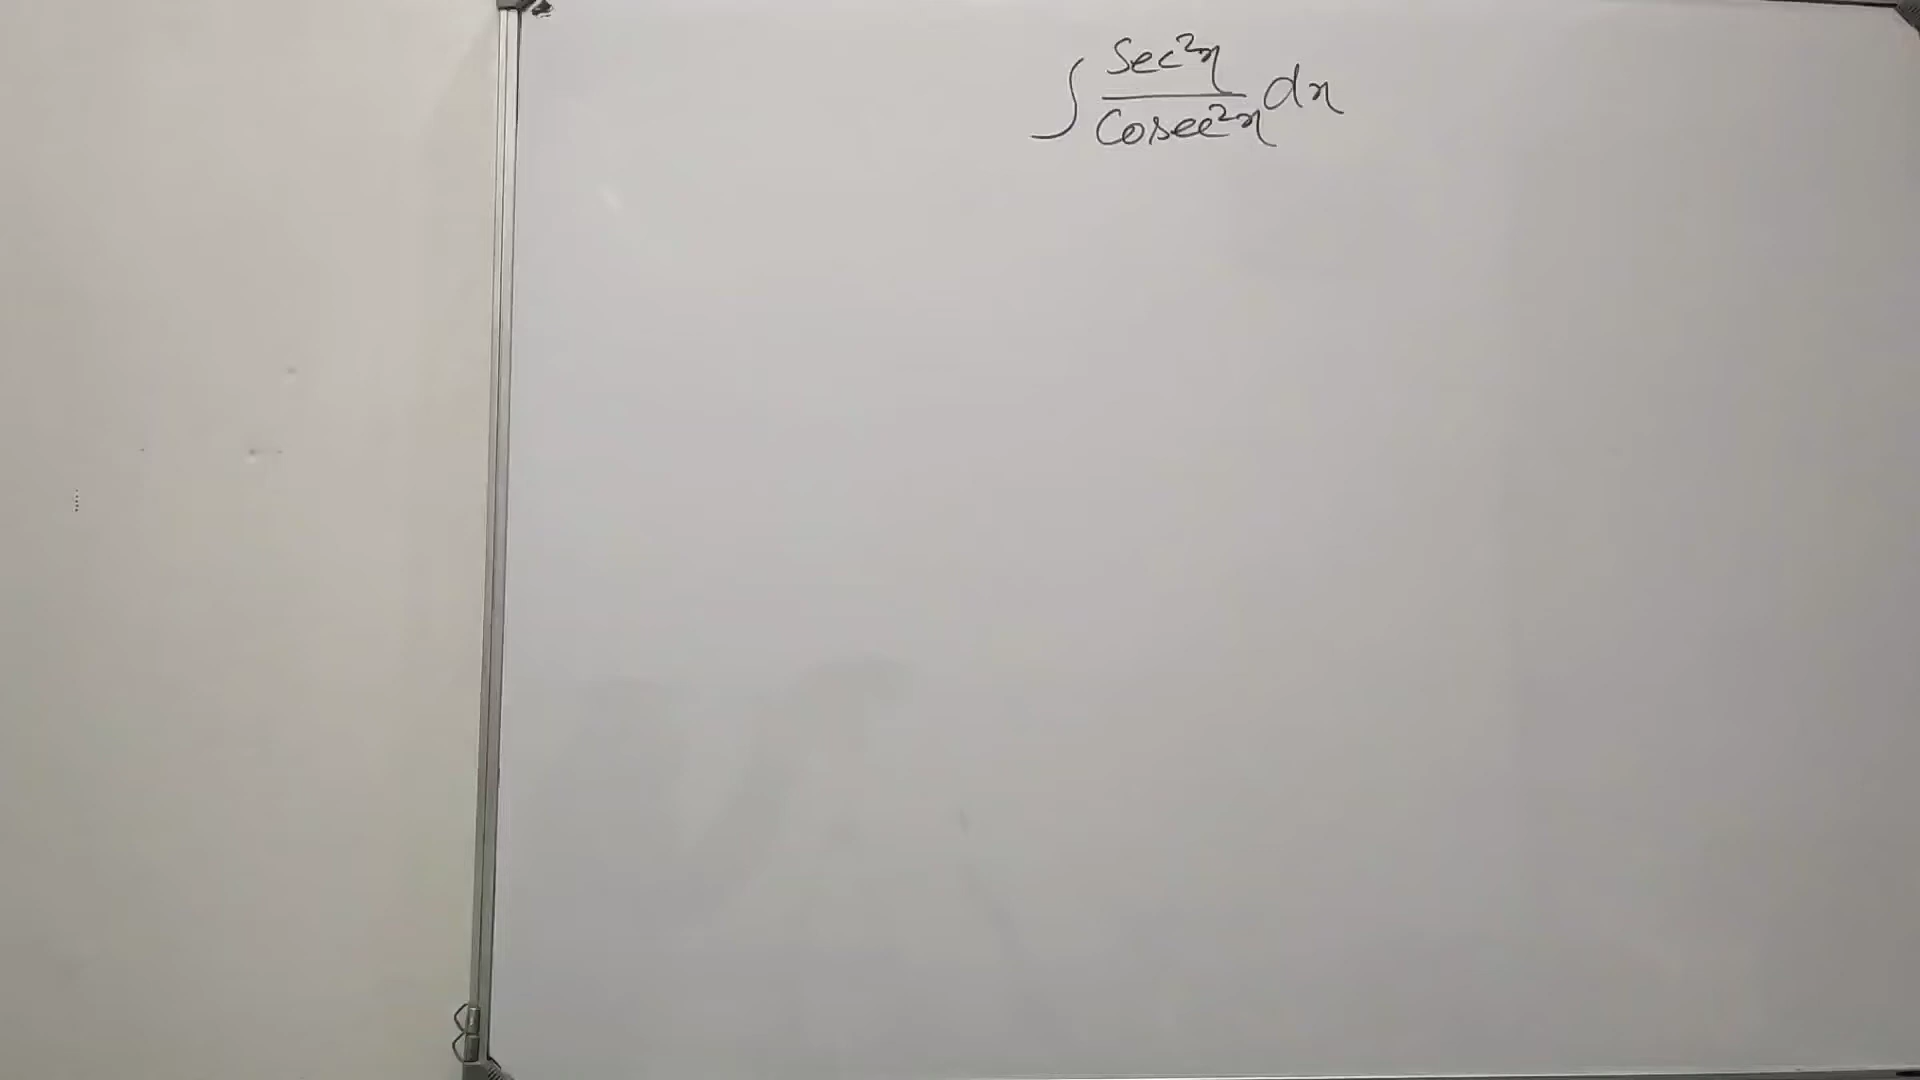 ∫ Sec²x / Cosec²x dx